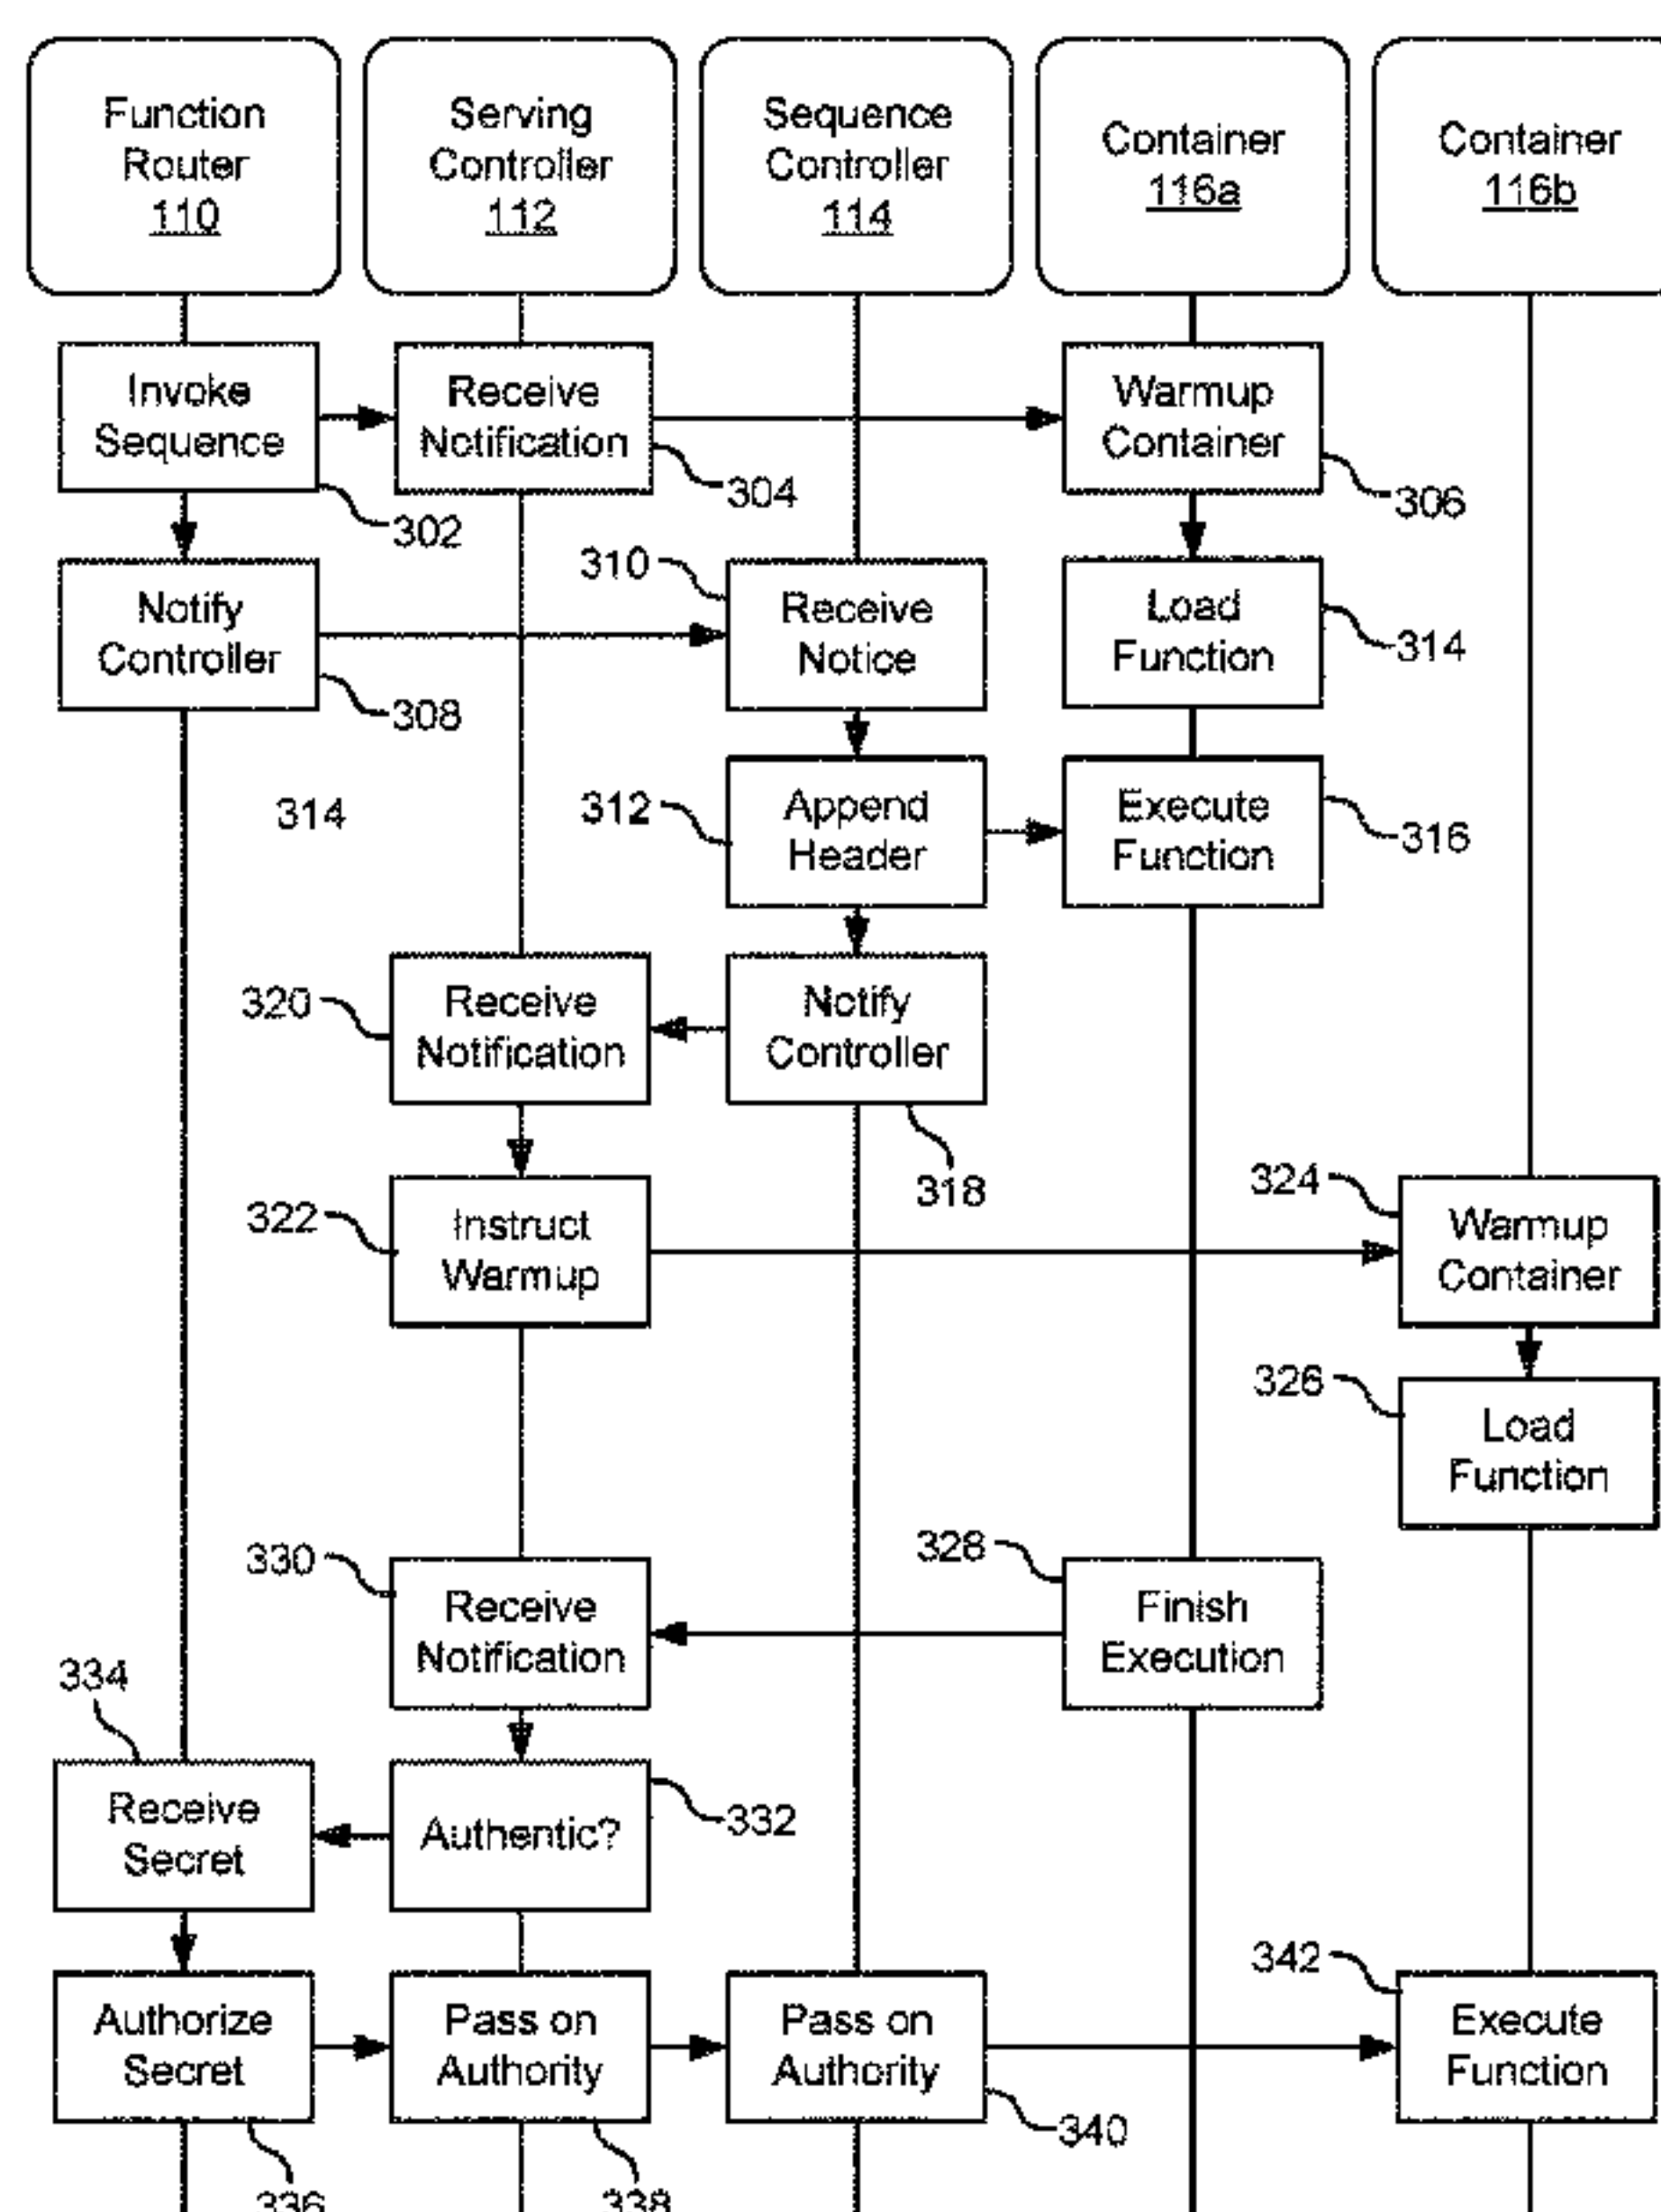 Function
Router
110
Serving
Controller
112
Sequence
Controller
114
Container
116a
Container
116b
Invoke
Sequence
302
Receive
Notification
304
Warmup
Container
306
Notify
Controller
308
310
Receive
Notice
Load
Function
314
314
312
Append
Header
Execute
Function
316
320
Receive
Notification
Notify
Controller
318
322
Instruct
Warmup
324
Warmup
Container
326
Load
Function
330
Receive
Notification
328
Finish
Execution
334
Receive
Secret
Authentic?
332
Authorize
Secret
336
Pass on
Authority
338
Pass on
Authority
340
342
Execute
Function